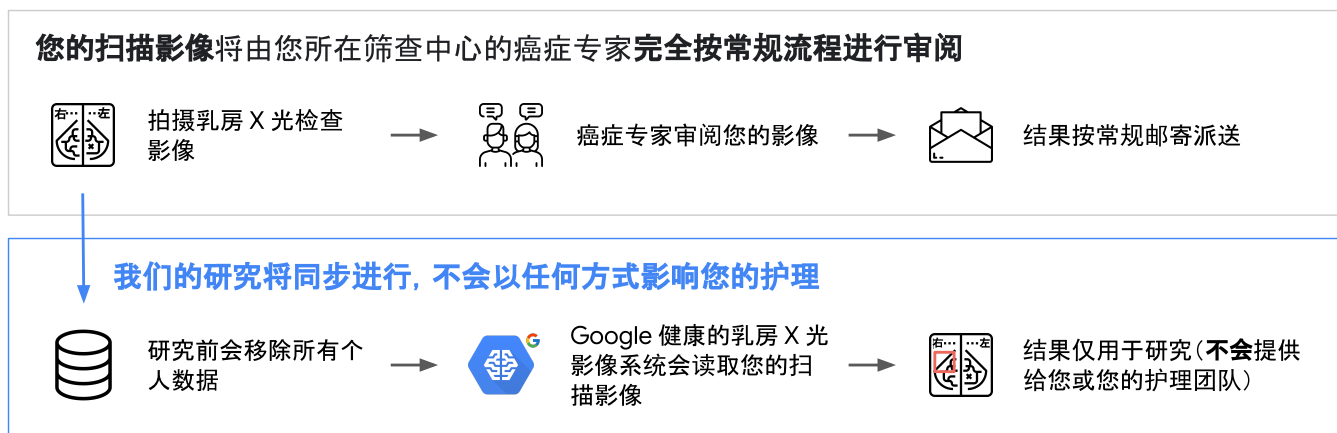 您的扫描影像将由您所在筛查中心的癌症专家完全按常规流程进行审阅
右 左
拍摄乳房 X 光检查
影像
癌症专家审阅您的影像
结果按常规邮寄派送
我们的研究将同步进行，不会以任何方式影响您的护理
研究前会移除所有个
人数据
G
Google 健康的乳房 X 光
影像系统会读取您的扫
描影像
右 左
结果仅用于研究（不会提供
给您或您的护理团队）